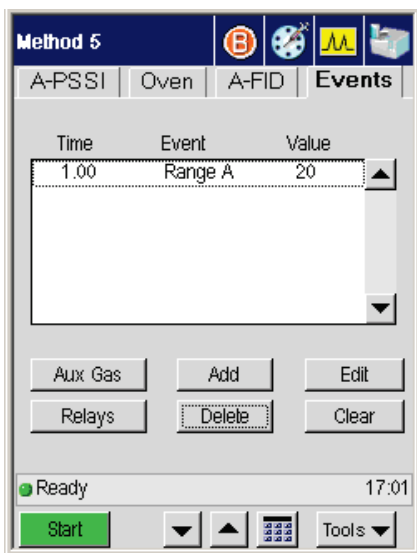 Method 5 B
A-PSSI Oven A-FID Events
Time Event Value
1.00 Range A 20
Aux Gas Add Edit
Relays Delete Clear
Ready 17:01
Start Tools